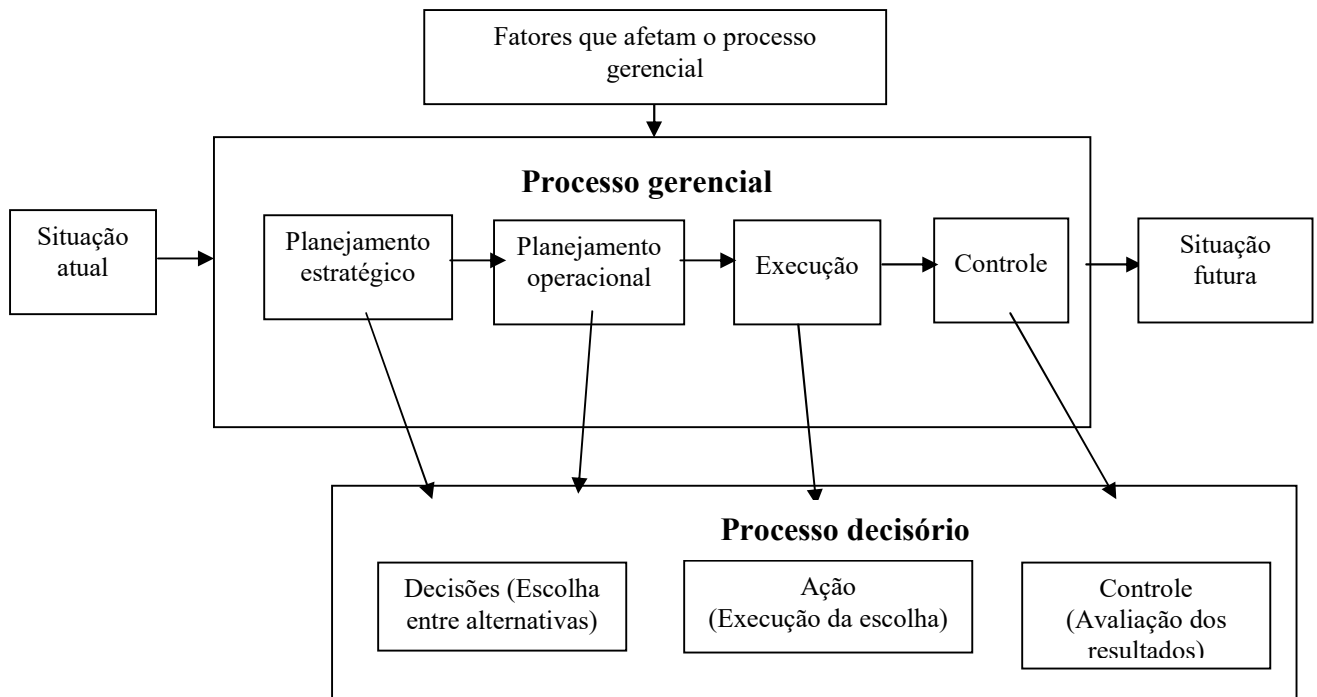 Fatores que afetam o processo
gerencial
Processo gerencial
Situação
atual
Planejamento
estratégico
Planejamento
operacional
Execução
Controle
Situação
futura
Processo decisório
Decisões (Escolha
entre alternativas)
Ação
(Execução da escolha)
Controle
(Avaliação dos
resultados)